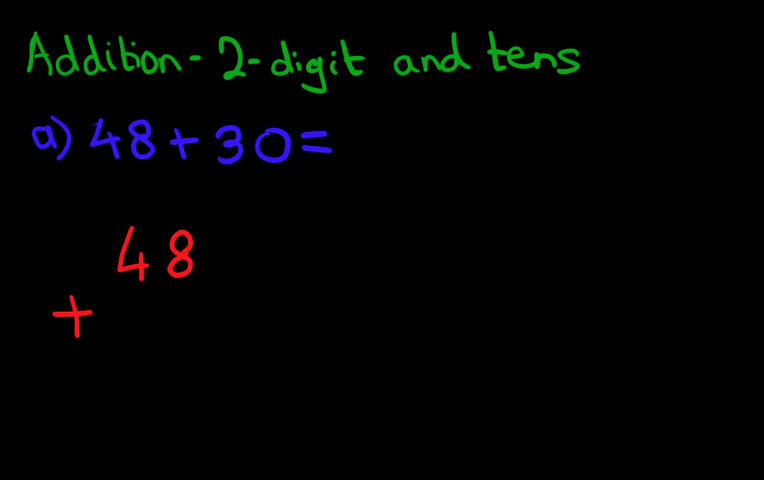 Addition - 2-digit and tens
a) 48 + 30 =
48
+